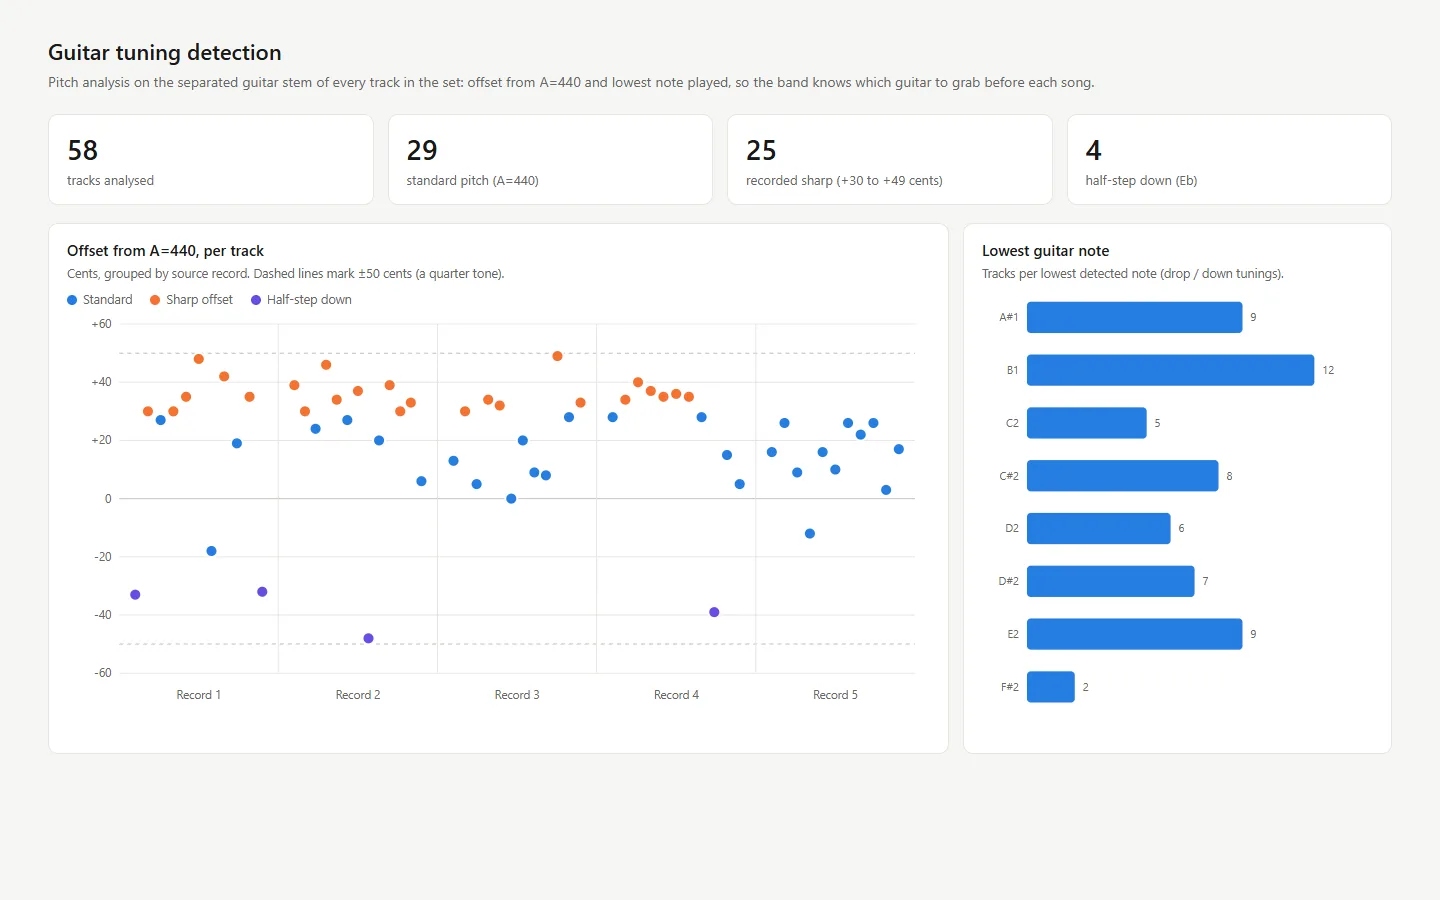 Guitar tuning detection
Pitch analysis on the separated guitar stem of every track in the set: offset from A=440 and lowest note played, so the band knows which guitar to grab before each song.
58
tracks analysed
29
standard pitch (A=440)
25
recorded sharp (+30 to +49 cents)
4
half-step down (Eb)
Offset from A=440, per track
Cents, grouped by source record. Dashed lines mark ±50 cents (a quarter tone).
Standard Sharp offset Half-step down
+60
+40
+20
0
-20
-40
-60
Record 1 Record 2 Record 3 Record 4 Record 5
Lowest guitar note
Tracks per lowest detected note (drop / down tunings).
A#1 9
B1 12
C2 5
C#2 8
D2 6
D#2 7
E2 9
F#2 2